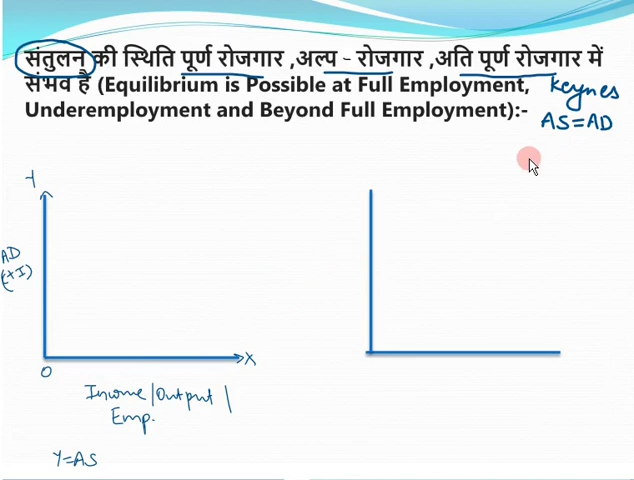 संतुलन की स्थिति पूर्ण रोजगार ,अल्प - रोजगार ,अति पूर्ण रोजगार में
संभव है (Equilibrium is Possible at Full Employment,
Underemployment and Beyond Full Employment):-
Keynes
AS=AD
Y
AD
(C+I)
O
X
Income/Output/
Emp.
Y=AS